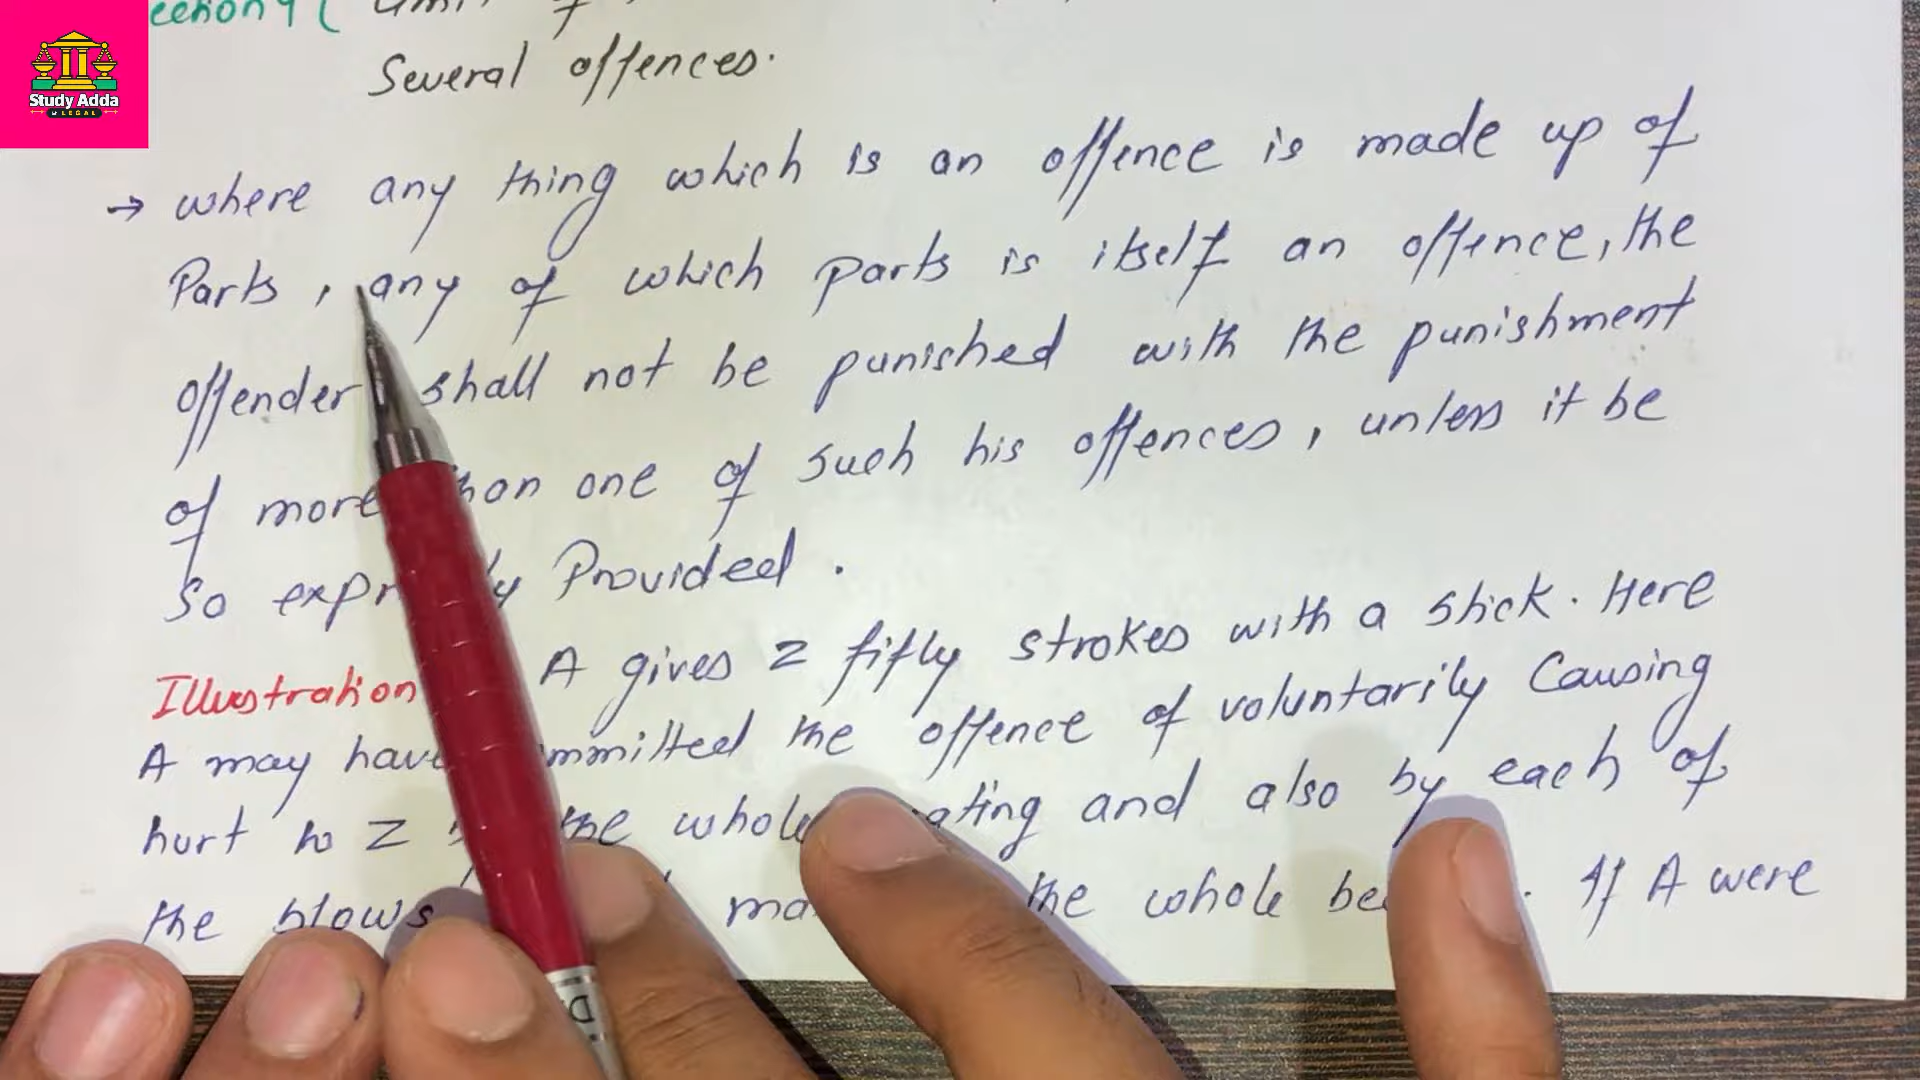 Study Adda
LEGAL
Several offences.
→ where any thing which is an offence is made up of
Parts, any of which parts is itself an offence, the
offender shall not be punished with the punishment
of more than one of such his offences, unless it be
So Provided.
Illustration A gives Z fifty strokes with a stick. Here
A may have the offence of voluntarily Causing
hurt to Z the whole and also by each of
the blows the whole If A were